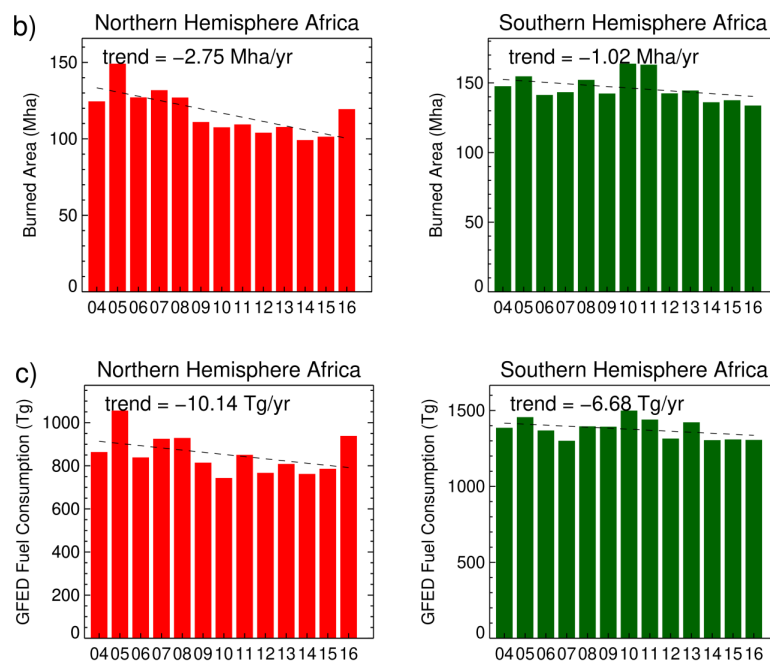 b)
Northern Hemisphere Africa
trend = −2.75 Mha/yr
Burned Area (Mha)
150
100
50
0
04 05 06 07 08 09 10 11 12 13 14 15 16
Southern Hemisphere Africa
trend = −1.02 Mha/yr
Burned Area (Mha)
150
100
50
0
04 05 06 07 08 09 10 11 12 13 14 15 16
c)
Northern Hemisphere Africa
trend = −10.14 Tg/yr
GFED Fuel Consumption (Tg)
1000
800
600
400
200
0
04 05 06 07 08 09 10 11 12 13 14 15 16
Southern Hemisphere Africa
trend = −6.68 Tg/yr
GFED Fuel Consumption (Tg)
1500
1000
500
0
04 05 06 07 08 09 10 11 12 13 14 15 16